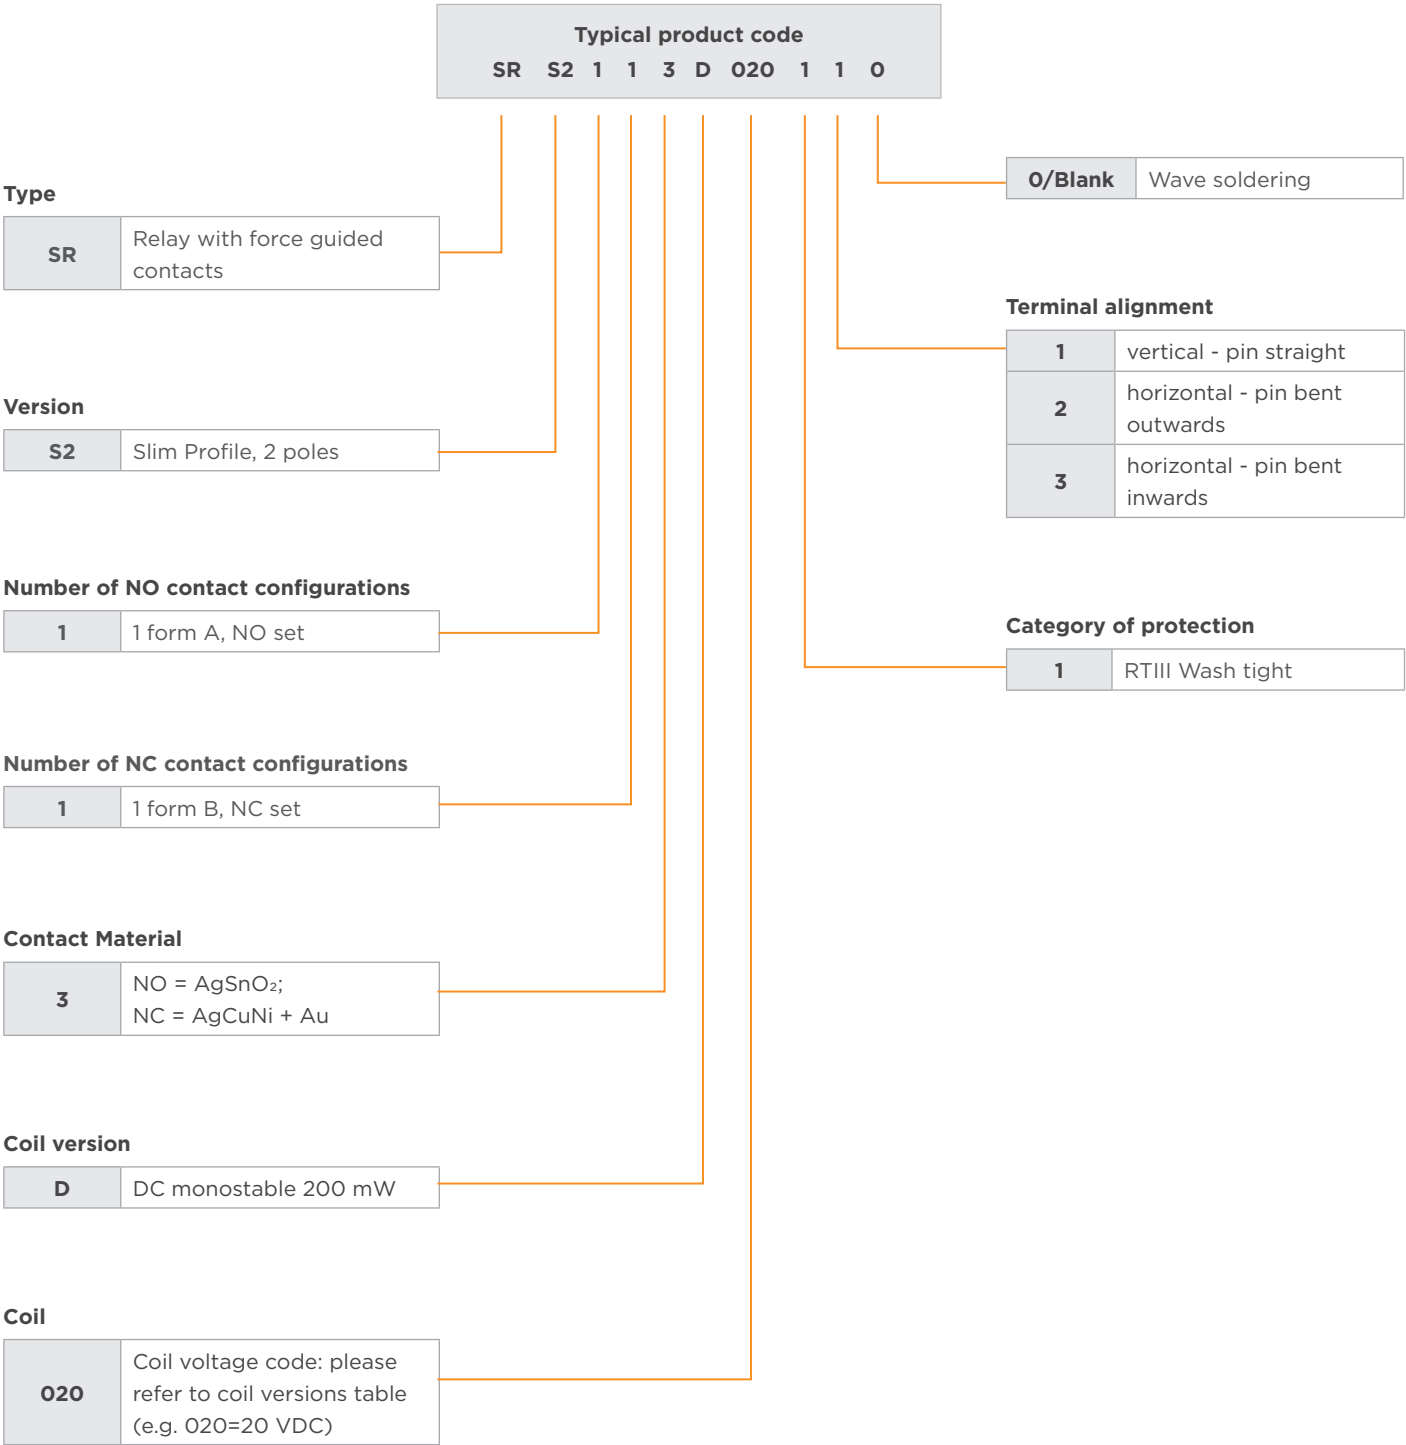 Typical product code
SR S2 1 1 3 D 020 1 1 0
Type
SR
Relay with force guided
contacts
Version
S2
Slim Profile, 2 poles
Number of NO contact configurations
1
1 form A, NO set
Number of NC contact configurations
1
1 form B, NC set
Contact Material
3
NO = AgSnO₂;
NC = AgCuNi + Au
Coil version
D
DC monostable 200 mW
Coil
020
Coil voltage code: please
refer to coil versions table
(e.g. 020=20 VDC)
0/Blank
Wave soldering
Terminal alignment
1
vertical - pin straight
2
horizontal - pin bent
outwards
3
horizontal - pin bent
inwards
Category of protection
1
RTIII Wash tight